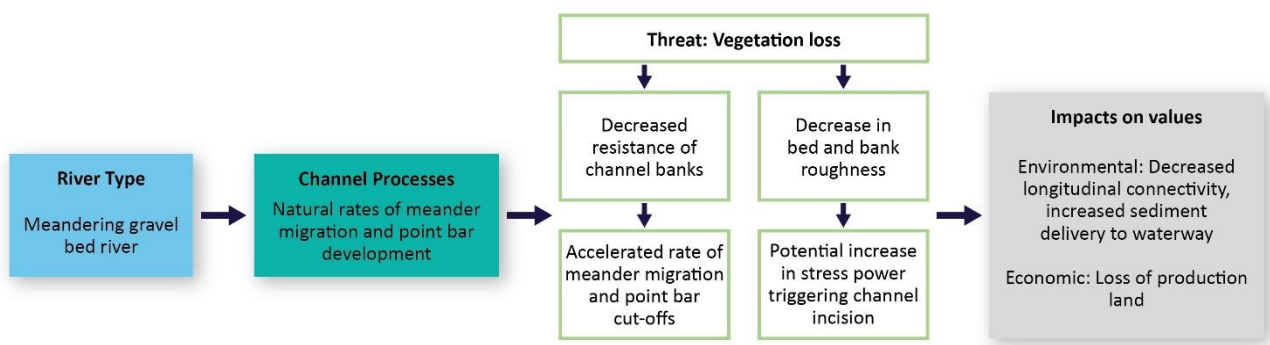 River Type
Meandering gravel
bed river
Channel Processes
Natural rates of meander
migration and point bar
development
Threat: Vegetation loss
Decreased
resistance of
channel banks
Accelerated rate of
meander migration
and point bar
cut-offs
Decrease in
bed and bank
roughness
Potential increase
in stress power
triggering channel
incision
Impacts on values
Environmental: Decreased
longitudinal connectivity,
increased sediment
delivery to waterway
Economic: Loss of production
land